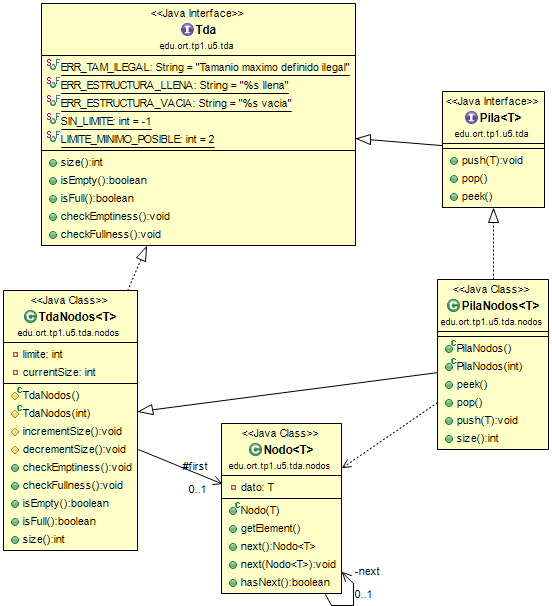 <<Java Interface>>
Tda
edu.ort.tp1.u5.tda
ERR_TAM_ILEGAL: String = "Tamanio maximo definido ilegal"
ERR_ESTRUCTURA_LLENA: String = "%s llena"
ERR_ESTRUCTURA_VACIA: String = "%s vacia"
SIN_LIMITE: int = -1
LIMITE_MINIMO_POSIBLE: int = 2
size():int
isEmpty():boolean
isFull():boolean
checkEmptiness():void
checkFullness():void
<<Java Interface>>
Pila<T>
edu.ort.tp1.u5.tda
push(T):void
pop()
peek()
<<Java Class>>
TdaNodos<T>
edu.ort.tp1.u5.tda.nodos
limite: int
currentSize: int
TdaNodos()
TdaNodos(int)
incrementSize():void
decrementSize():void
checkEmptiness():void
checkFullness():void
isEmpty():boolean
isFull():boolean
size():int
<<Java Class>>
PilaNodos<T>
edu.ort.tp1.u5.tda.nodos
PilaNodos()
PilaNodos(int)
peek()
pop()
push(T):void
size():int
#first
0..1
<<Java Class>>
Nodo<T>
edu.ort.tp1.u5.tda.nodos
dato: T
Nodo(T)
getElement()
next():Nodo<T>
next(Nodo<T>):void
hasNext():boolean
-next
0..1